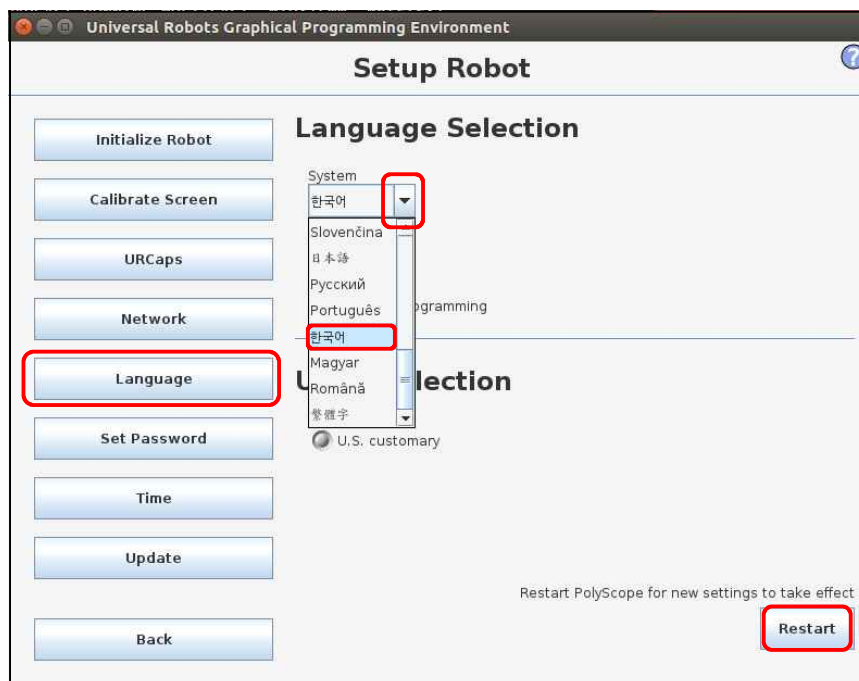 Universal Robots Graphical Programming Environment
Setup Robot
?
Initialize Robot
Calibrate Screen
URCaps
Network
Language
Set Password
Time
Update
Back
Language Selection
System
한국어
Slovenčina
日本语
Русский
Português
한국어
Magyar
Română
繁體字
ogramming
U
lection
U.S. customary
Restart PolyScope for new settings to take effect
Restart